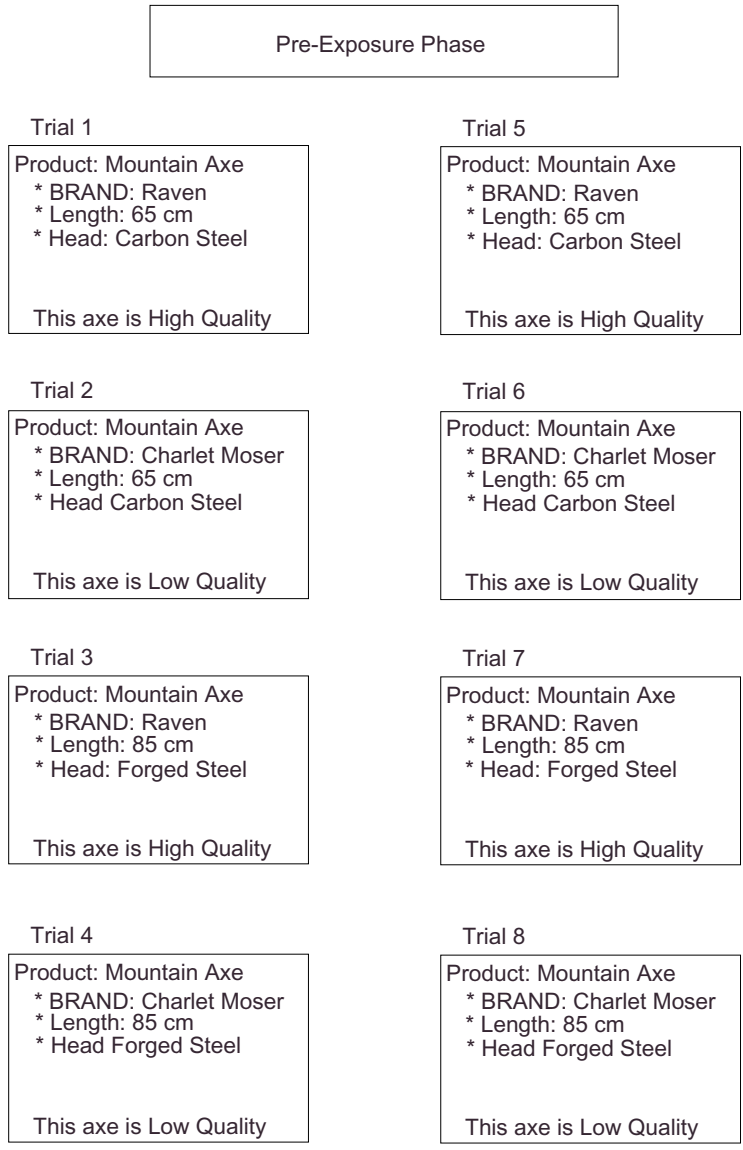 Pre-Exposure Phase
Trial 1
Product: Mountain Axe
* BRAND: Raven
* Length: 65 cm
* Head: Carbon Steel
This axe is High Quality
Trial 2
Product: Mountain Axe
* BRAND: Charlet Moser
* Length: 65 cm
* Head Carbon Steel
This axe is Low Quality
Trial 3
Product: Mountain Axe
* BRAND: Raven
* Length: 85 cm
* Head: Forged Steel
This axe is High Quality
Trial 4
Product: Mountain Axe
* BRAND: Charlet Moser
* Length: 85 cm
* Head Forged Steel
This axe is Low Quality
Trial 5
Product: Mountain Axe
* BRAND: Raven
* Length: 65 cm
* Head: Carbon Steel
This axe is High Quality
Trial 6
Product: Mountain Axe
* BRAND: Charlet Moser
* Length: 65 cm
* Head Carbon Steel
This axe is Low Quality
Trial 7
Product: Mountain Axe
* BRAND: Raven
* Length: 85 cm
* Head: Forged Steel
This axe is High Quality
Trial 8
Product: Mountain Axe
* BRAND: Charlet Moser
* Length: 85 cm
* Head Forged Steel
This axe is Low Quality